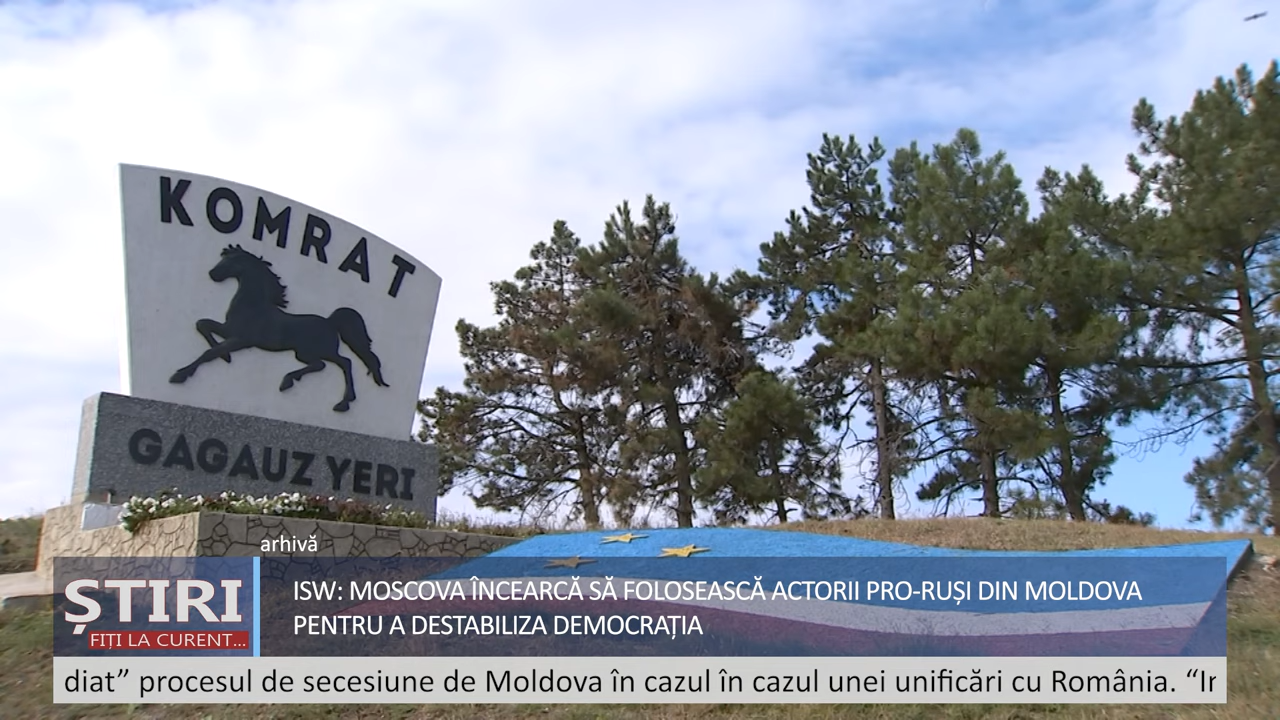 KOMRAT
GAGAUZ YERI
arhivă
ȘTIRI
FIȚI LA CURENT...
ISW: MOSCOVA ÎNCEARCĂ SĂ FOLOSEASCĂ ACTORII PRO-RUȘI DIN MOLDOVA
PENTRU A DESTABILIZA DEMOCRAȚIA
diat” procesul de secesiune de Moldova în cazul în cazul unei unificări cu România. “Ir